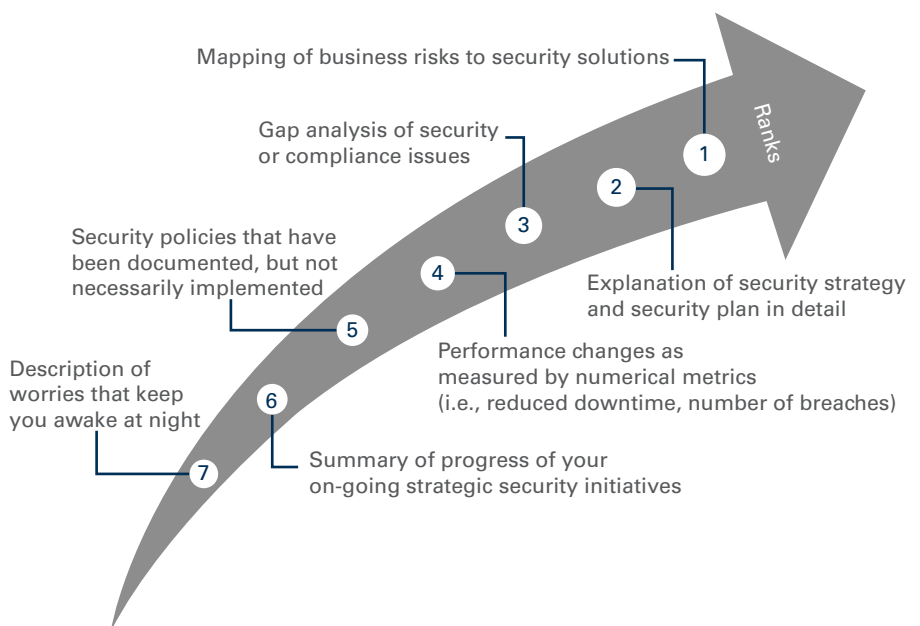 Mapping of business risks to security solutions
Ranks
1
Gap analysis of security
or compliance issues
2
3
Security policies that have
been documented, but not
necessarily implemented
4
Explanation of security strategy
and security plan in detail
5
Performance changes as
measured by numerical metrics
(i.e., reduced downtime, number of breaches)
Description of
worries that keep
you awake at night
6
Summary of progress of your
on-going strategic security initiatives
7